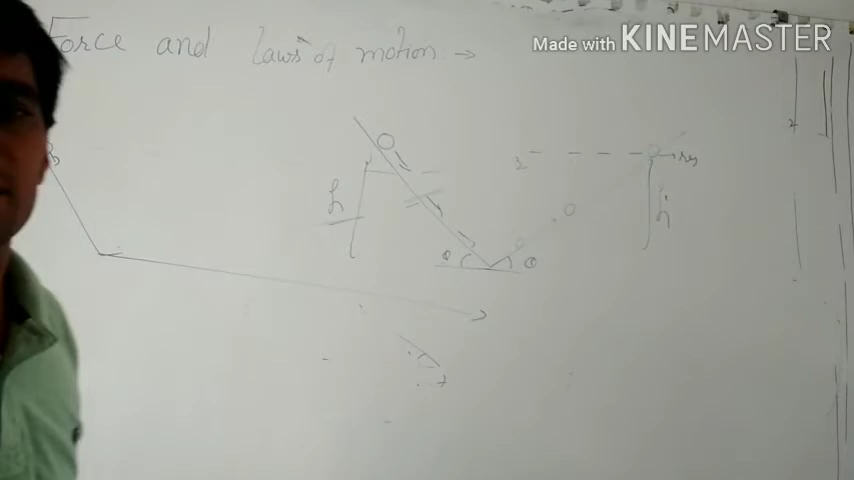 Force and laws of motion →
Made with KINEMASTER
h
h
θ
θ